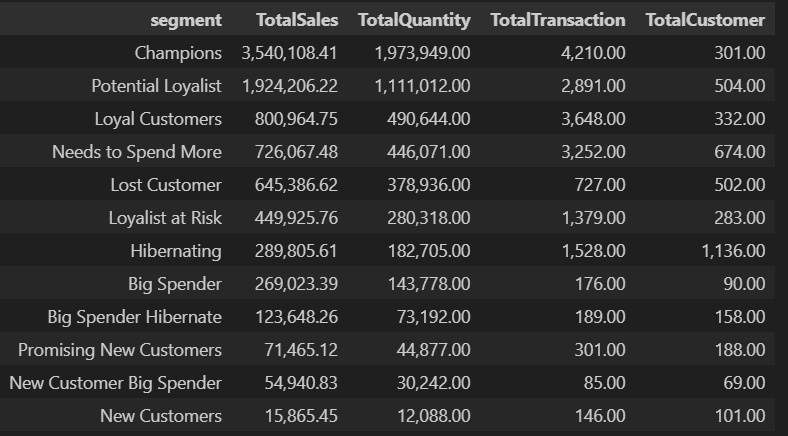 segment TotalSales TotalQuantity TotalTransaction TotalCustomer
Champions 3,540,108.41 1,973,949.00 4,210.00 301.00
Potential Loyalist 1,924,206.22 1,111,012.00 2,891.00 504.00
Loyal Customers 800,964.75 490,644.00 3,648.00 332.00
Needs to Spend More 726,067.48 446,071.00 3,252.00 674.00
Lost Customer 645,386.62 378,936.00 727.00 502.00
Loyalist at Risk 449,925.76 280,318.00 1,379.00 283.00
Hibernating 289,805.61 182,705.00 1,528.00 1,136.00
Big Spender 269,023.39 143,778.00 176.00 90.00
Big Spender Hibernate 123,648.26 73,192.00 189.00 158.00
Promising New Customers 71,465.12 44,877.00 301.00 188.00
New Customer Big Spender 54,940.83 30,242.00 85.00 69.00
New Customers 15,865.45 12,088.00 146.00 101.00